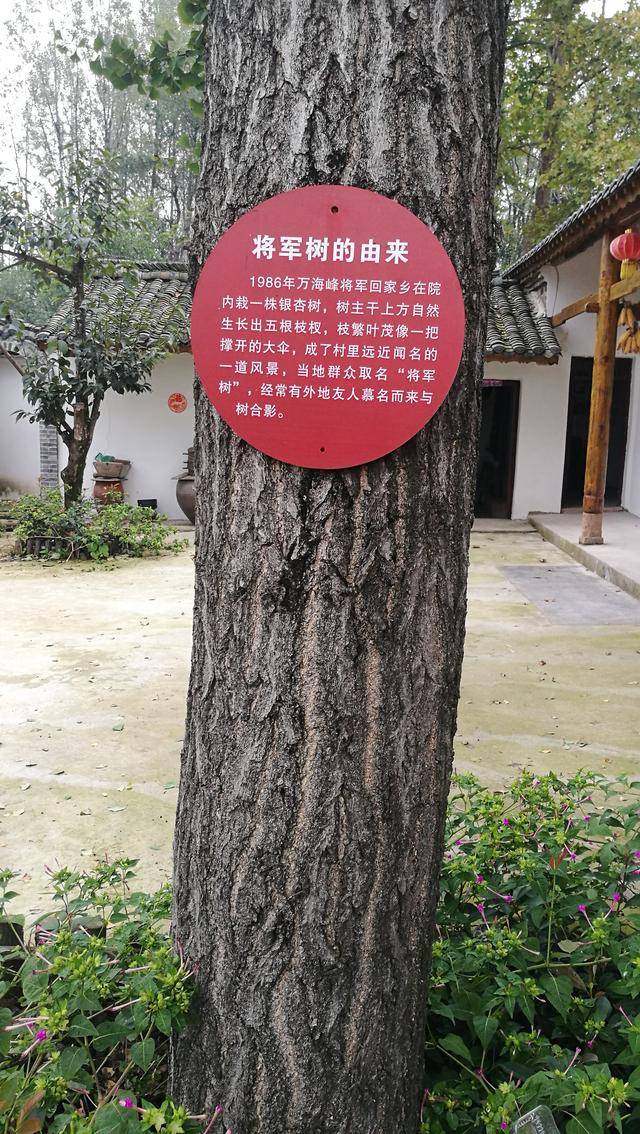 将军树的由来
1986年万海峰将军回家乡在院
内栽一株银杏树，树主干上方自然
生长出五根枝杈，枝繁叶茂像一把
撑开的大伞，成了村里远近闻名的
一道风景，当地群众取名“将军
树”，经常有外地友人慕名而来与
树合影。